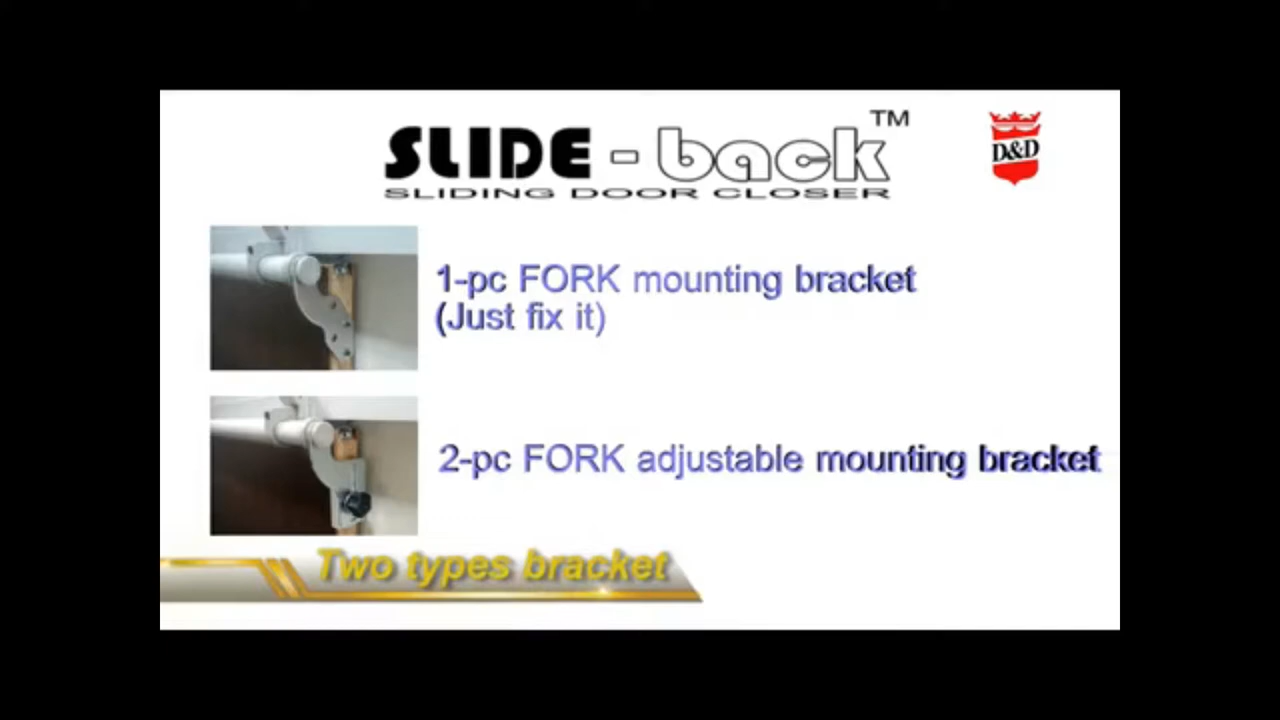 SLIDE - back™
D&D
SLIDING DOOR CLOSER
1-pc FORK mounting bracket
(Just fix it)
2-pc FORK adjustable mounting bracket
Two types bracket